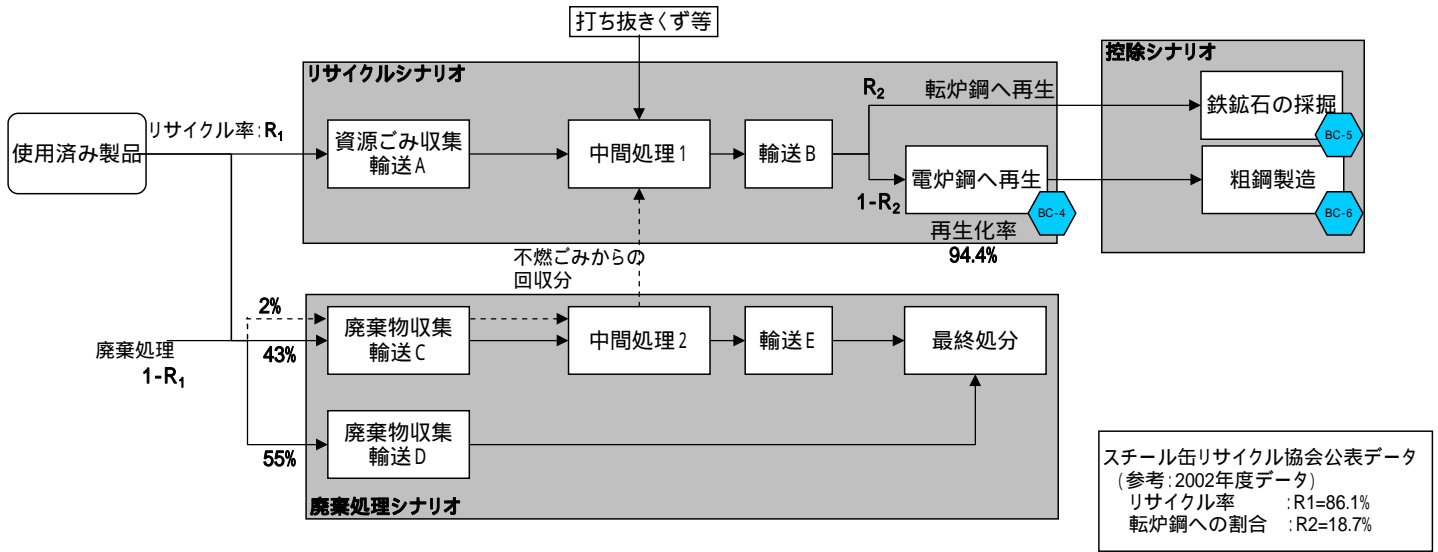 打ち抜きくず等
リサイクルシナリオ
控除シナリオ
使用済み製品
リサイクル率:R1
資源ごみ収集
輸送A
中間処理1
輸送B
R2
転炉鋼へ再生
鉄鉱石の採掘
BC-5
1-R2
電炉鋼へ再生
BC-4
再生化率
94.4%
粗鋼製造
BC-6
不燃ごみからの
回収分
2%
廃棄処理
1-R1
43%
廃棄物収集
輸送C
中間処理2
輸送E
最終処分
55%
廃棄物収集
輸送D
廃棄処理シナリオ
スチール缶リサイクル協会公表データ
(参考:2002年度データ)
リサイクル率 :R1=86.1%
転炉鋼への割合 :R2=18.7%